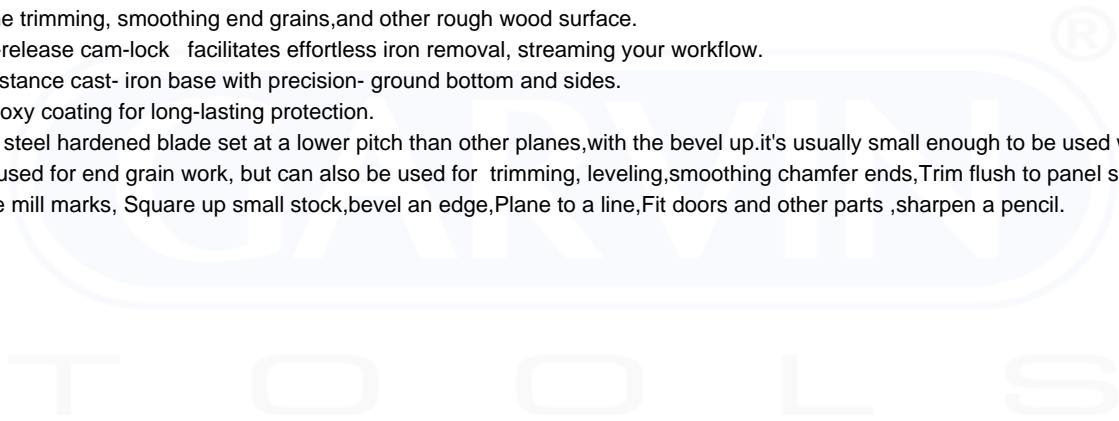 e trimming, smoothing end grains,and other rough wood surface.
-release cam-lock facilitates effortless iron removal, streaming your workflow.
stance cast- iron base with precision- ground bottom and sides.
oxy coating for long-lasting protection.
steel hardened blade set at a lower pitch than other planes,with the bevel up.it's usually small enough to be used
used for end grain work, but can also be used for trimming, leveling,smoothing chamfer ends,Trim flush to panel s
e mill marks, Square up small stock,bevel an edge,Plane to a line,Fit doors and other parts ,sharpen a pencil.
GARVIN ®
TOOLS